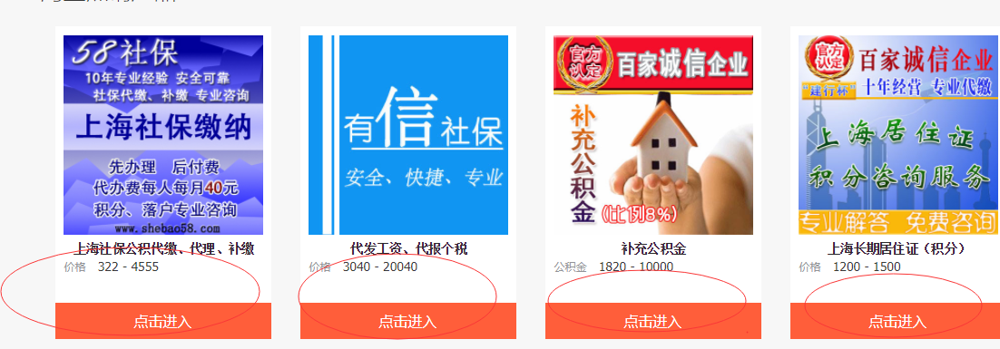 58 社保
10年专业经验 安全可靠
社保代缴、补缴 专业咨询
上海社保缴纳
先办理 后付费
代办费每人每月40元
积分、落户专业咨询
www.shebao58.com
上海社保公积代缴、代理、补缴
价格 322 - 4555
点击进入
有信社保
安全、快捷、专业
代发工资、代报个税
价格 3040 - 20040
点击进入
官方认定
百家诚信企业
补充公积金
(比例8%)
补充公积金
公积金 1820 - 10000
点击进入
官方认定
百家诚信企业
"建行杯" 十年经营 专业代缴
上海居住证
积分咨询服务
专业解答 免费咨询
上海长期居住证（积分）
价格 1200 - 1500
点击进入